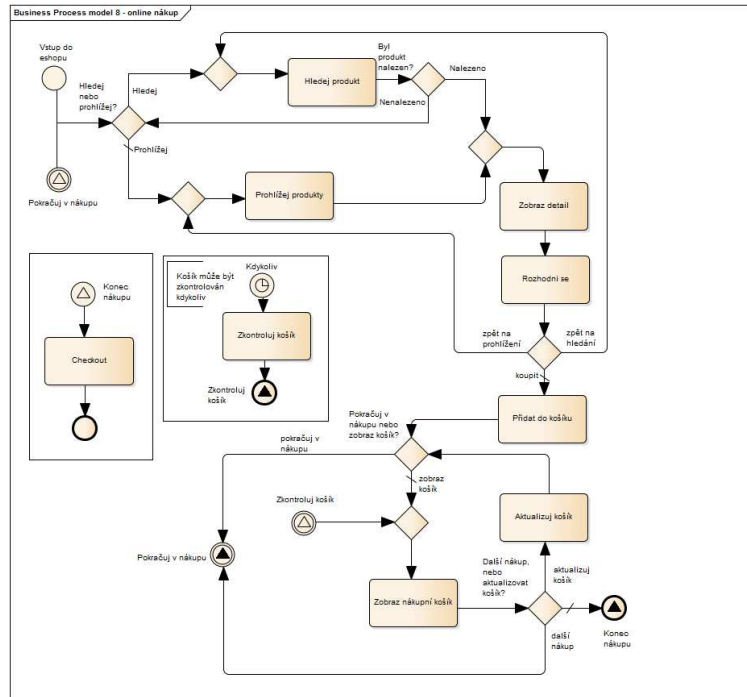 Business Process model 8 - online nákup
Vstup do
eshopu
Hledej
nebo
prohlížej?
Hledej
Hledej produkt
Byl
produkt
nalezen?
Nalezeno
Nenalezeno
Prohlížej
Pokračuj v nákupu
Prohlížej produkty
Zobraz detail
Rozhodni se
Konec
nákupu
Checkout
Košík může být
zkontrolován
kdykoliv
Kdykoliv
Zkontroluj košík
Zkontroluj
košík
zpět na
prohlížení
zpět na
hledání
koupit
Přidat do košíku
Pokračuj v
nákupu nebo
zobraz košík?
pokračuj v
nákupu
zobraz
košík
Zkontroluj košík
Aktualizuj košík
Pokračuj v nákupu
Zobraz nákupní košík
Další nákup,
nebo
aktualizovat
košík?
aktualizuj
košík
další
nákup
Konec
nákupu